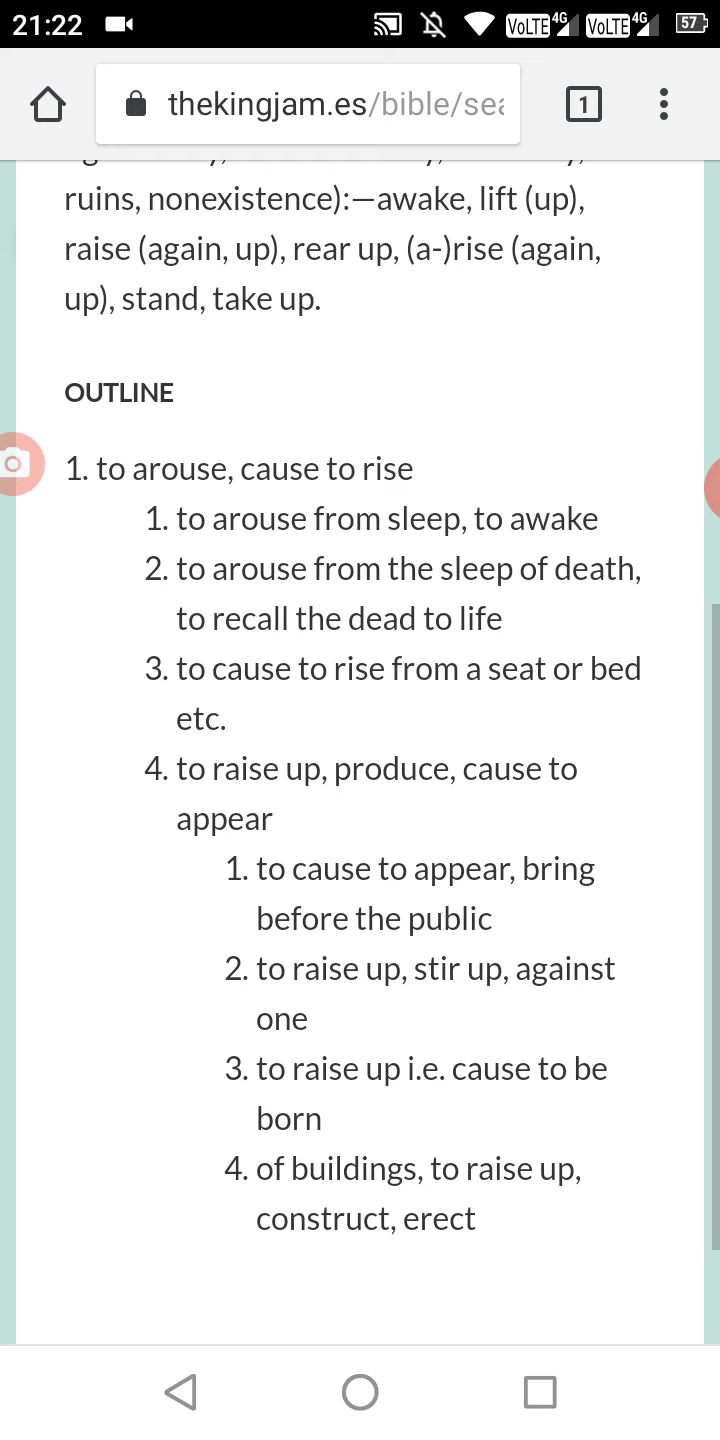 21:22
VoLTE 4G VoLTE 4G 57
thekingjam.es/bible/sea
1
ruins, nonexistence):—awake, lift (up),
raise (again, up), rear up, (a-)rise (again,
up), stand, take up.
OUTLINE
1. to arouse, cause to rise
1. to arouse from sleep, to awake
2. to arouse from the sleep of death,
to recall the dead to life
3. to cause to rise from a seat or bed
etc.
4. to raise up, produce, cause to
appear
1. to cause to appear, bring
before the public
2. to raise up, stir up, against
one
3. to raise up i.e. cause to be
born
4. of buildings, to raise up,
construct, erect